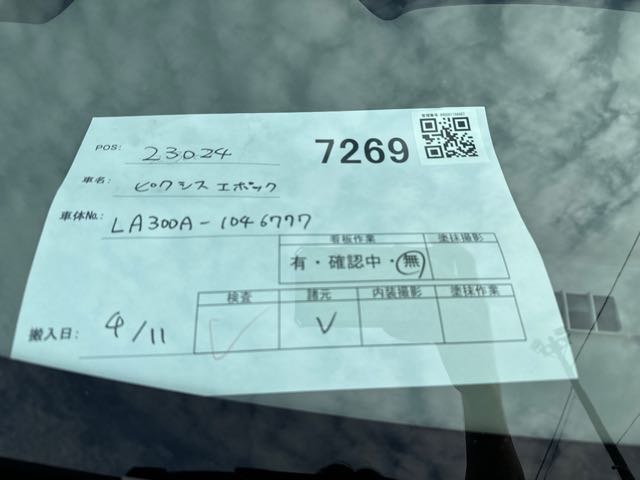 POS: 23024 7269
車名: ピクシスエポック
車体No.: LA300A-1046777
看板作業 塗抹撮影
有・確認中・無
検査 諸元 内装撮影 塗抹作業
搬入日: 4/11 ✓ ✓